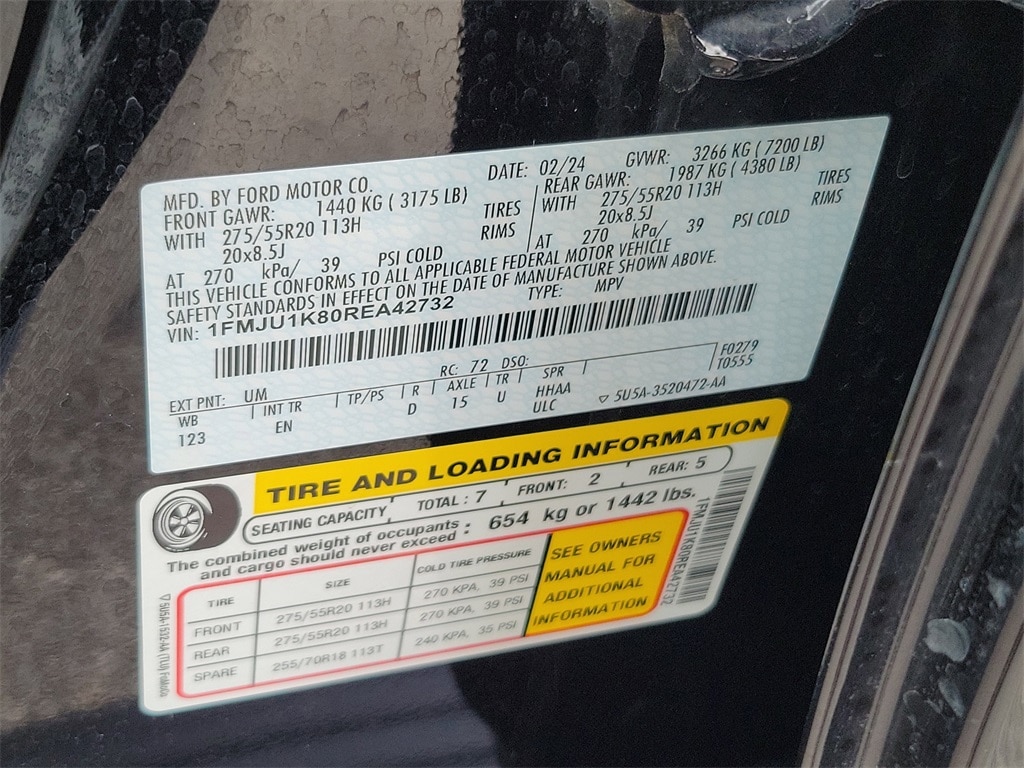 MFD. BY FORD MOTOR CO. DATE: 02/24 GVWR: 3266 KG ( 7200 LB)
FRONT GAWR: 1440 KG ( 3175 LB) REAR GAWR: 1987 KG ( 4380 LB)
WITH 275/55R20 113H TIRES WITH 275/55R20 113H TIRES
20x8.5J RIMS 20x8.5J RIMS
AT 270 kPa/ 39 PSI COLD AT 270 kPa/ 39 PSI COLD
THIS VEHICLE CONFORMS TO ALL APPLICABLE FEDERAL MOTOR VEHICLE
SAFETY STANDARDS IN EFFECT ON THE DATE OF MANUFACTURE SHOWN ABOVE.
VIN: 1FMJU1K80REA42732 TYPE: MPV
EXT PNT: UM RC: 72 DSO: F0279
WB INT TR TP/PS R AXLE TR SPR T0555
123 EN D 15 U HHAA
ULC ▽ 5U5A-3520472-AA
TIRE AND LOADING INFORMATION
SEATING CAPACITY TOTAL : 7 FRONT: 2 REAR: 5
The combined weight of occupants
and cargo should never exceed : 654 kg or 1442 lbs.
TIRE SIZE COLD TIRE PRESSURE
FRONT 275/55R20 113H 270 KPA, 39 PSI
REAR 275/55R20 113H 270 KPA, 39 PSI
SPARE 255/70R18 113T 240 KPA, 35 PSI
SEE OWNERS
MANUAL FOR
ADDITIONAL
INFORMATION
1FMJU1K80REA42732
▽ 5U5A-1532-AA (TLU) FoMoCo